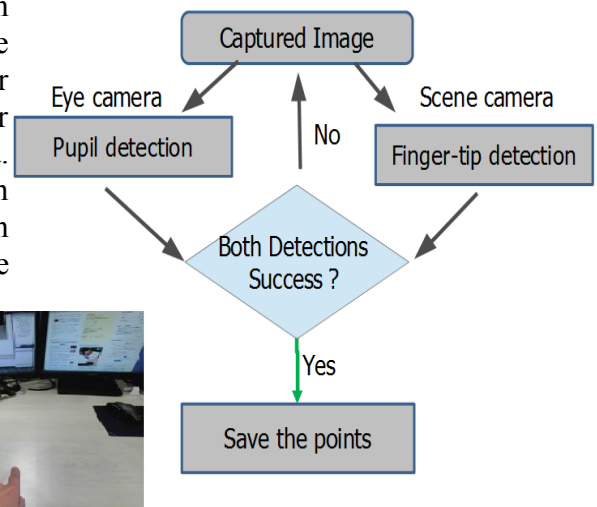 Captured Image
Eye camera
Scene camera
Pupil detection
No
Finger-tip detection
Both Detections
Success ?
Yes
Save the points